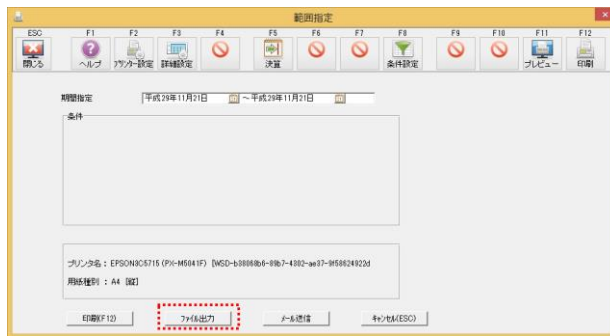 範囲指定
ESC F1 F2 F3 F4 F5 F6 F7 F8 F9 F10 F11 F12
閉じる ヘルプ プリンター設定 詳細設定 決算 条件設定 プレビュー 印刷
期間指定 平成29年11月21日 ～ 平成29年11月21日
条件
プリンタ名 : EPSON3C5715 (PX-M5041F) [WSD-b38068b6-89b7-4382-ae37-9f58624922d
用紙種別 : A4 [縦]
印刷(F12) ファイル出力 メール送信 キャンセル(ESC)